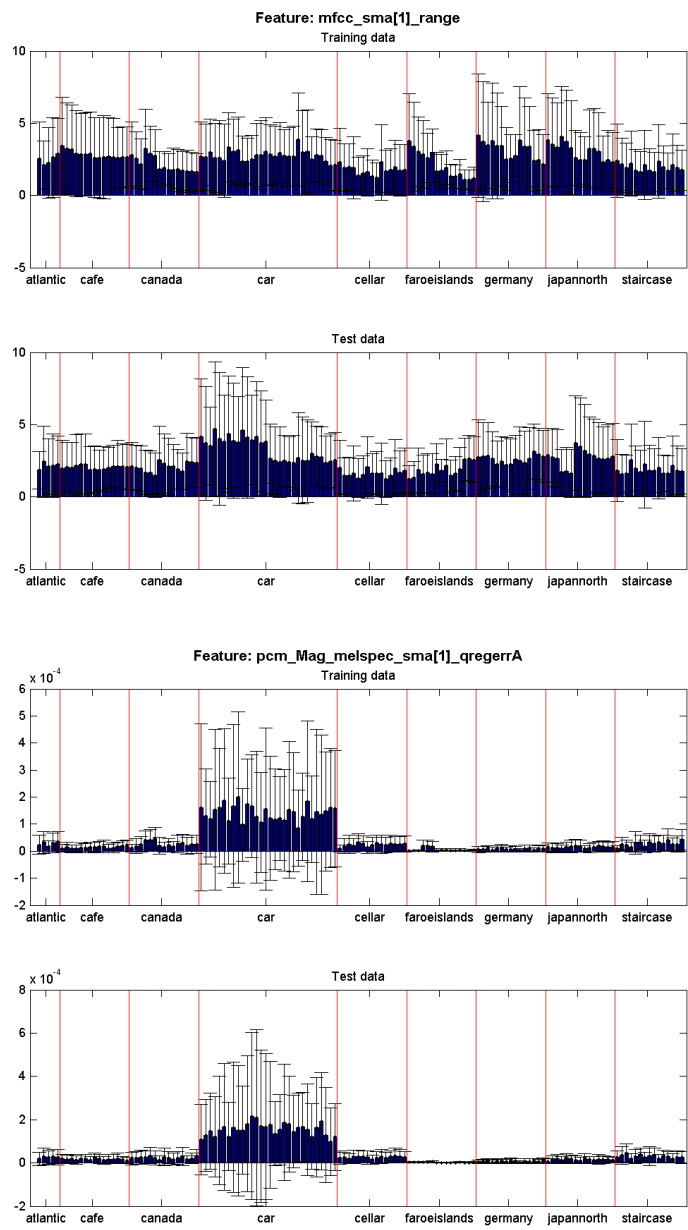 Feature: mfcc_sma[1]_range
Training data
10
5
0
-5
atlantic cafe canada car cellar faroeislands germany japannorth staircase
Test data
10
5
0
-5
atlantic cafe canada car cellar faroeislands germany japannorth staircase
Feature: pcm_Mag_melspec_sma[1]_qregerrA
Training data
x 10^-4
6
5
4
3
2
1
0
-1
-2
atlantic cafe canada car cellar faroeislands germany japannorth staircase
Test data
x 10^-4
8
6
4
2
0
-2
atlantic cafe canada car cellar faroeislands germany japannorth staircase